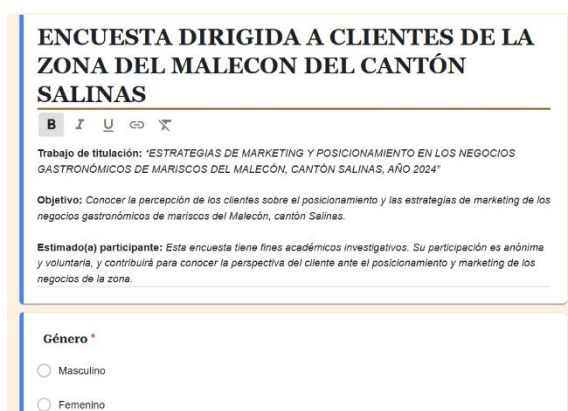 ENCUESTA DIRIGIDA A CLIENTES DE LA
ZONA DEL MALECON DEL CANTÓN
SALINAS
B I U
Trabajo de titulación: “ESTRATEGIAS DE MARKETING Y POSICIONAMIENTO EN LOS NEGOCIOS
GASTRONÓMICOS DE MARISCOS DEL MALECÓN, CANTÓN SALINAS, AÑO 2024”
Objetivo: Conocer la percepción de los clientes sobre el posicionamiento y las estrategias de marketing de los
negocios gastronómicos de mariscos del Malecón, cantón Salinas.
Estimado(a) participante: Esta encuesta tiene fines académicos investigativos. Su participación es anónima
y voluntaria, y contribuirá para conocer la perspectiva del cliente ante el posicionamiento y marketing de los
negocios de la zona.
Género *
Masculino
Femenino